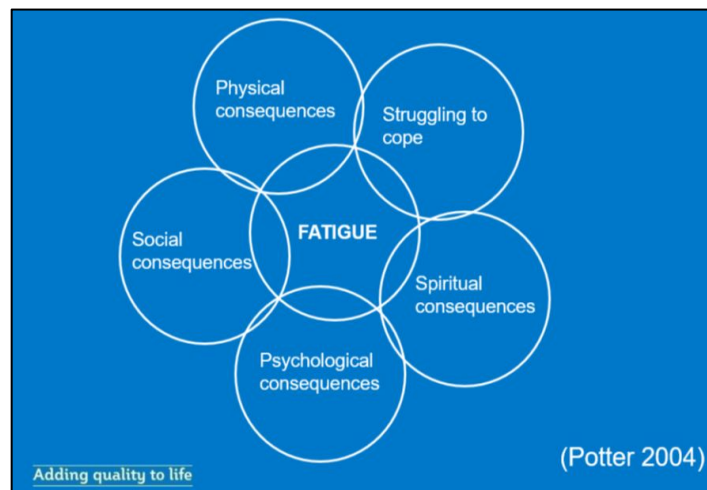 Physical
consequences
Struggling to
cope
FATIGUE
Social
consequences
Spiritual
consequences
Psychological
consequences
(Potter 2004)
Adding quality to life